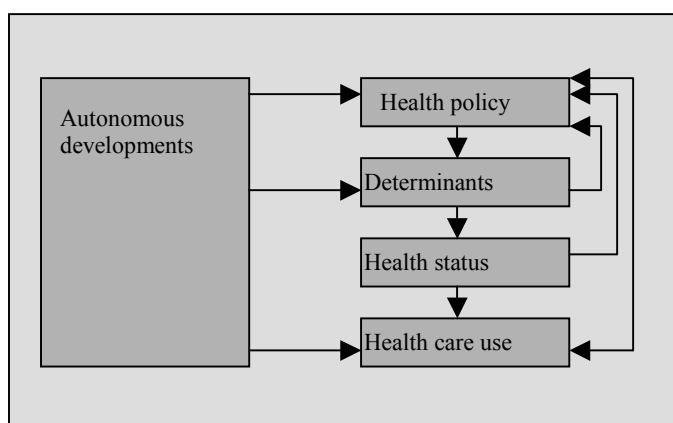 Autonomous
developments
Health policy
Determinants
Health status
Health care use